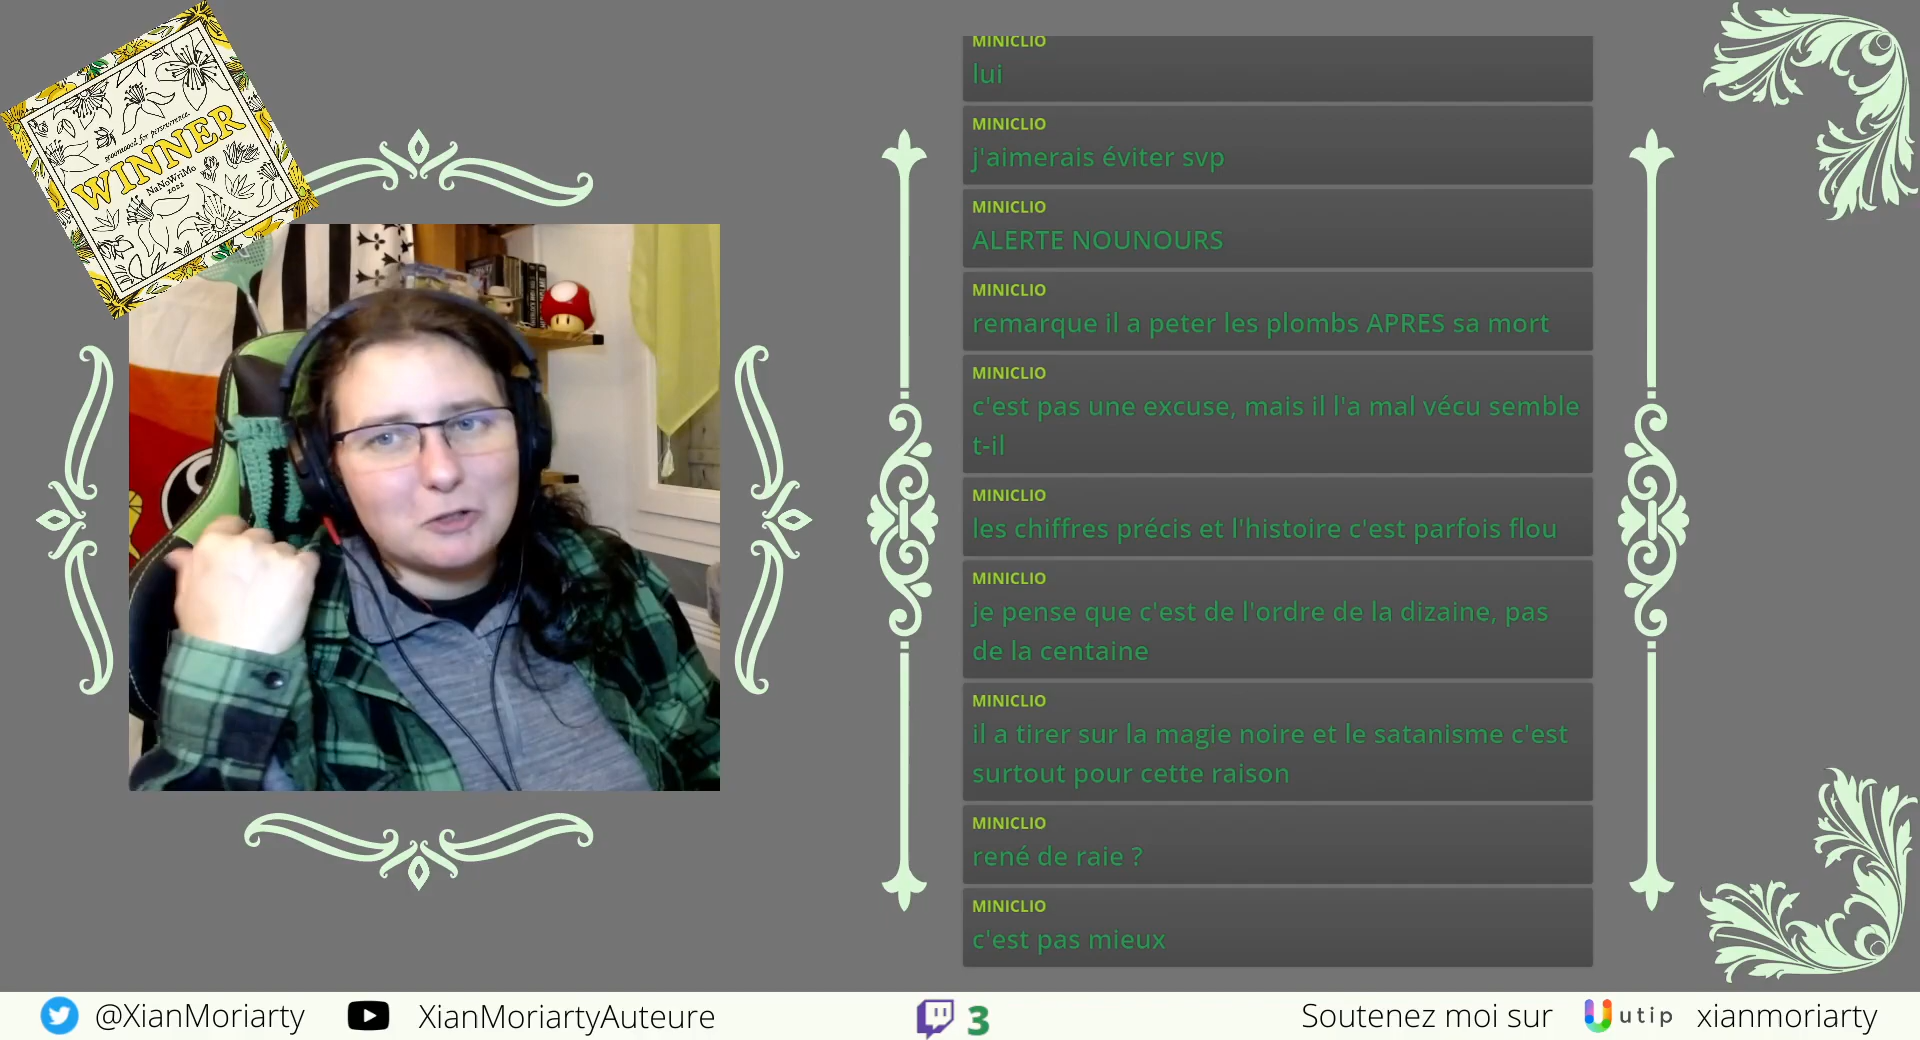 Awarded for perseverance.
WINNER
NaNoWriMo
2022
MINICLIO
lui
MINICLIO
j'aimerais éviter svp
MINICLIO
ALERTE NOUNOURS
MINICLIO
remarque il a peter les plombs APRES sa mort
MINICLIO
c'est pas une excuse, mais il l'a mal vécu semble
t-il
MINICLIO
les chiffres précis et l'histoire c'est parfois flou
MINICLIO
je pense que c'est de l'ordre de la dizaine, pas
de la centaine
MINICLIO
il a tirer sur la magie noire et le satanisme c'est
surtout pour cette raison
MINICLIO
rené de raie ?
MINICLIO
c'est pas mieux
@XianMoriarty XianMoriartyAuteure 3 Soutenez moi sur utip xianmoriarty